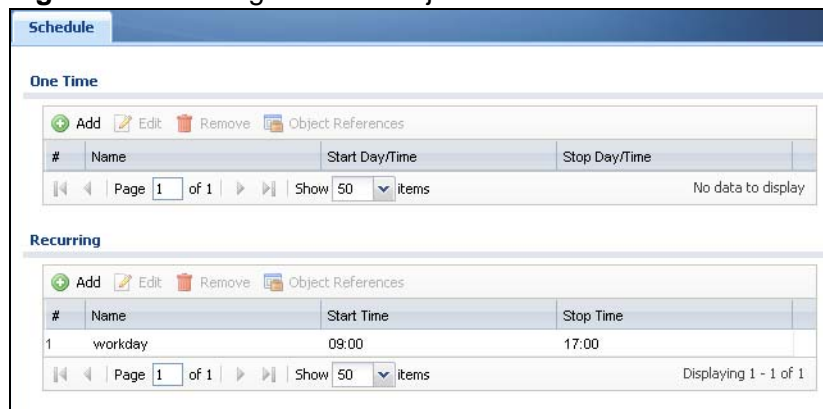 Schedule
One Time
Add Edit Remove Object References
# Name Start Day/Time Stop Day/Time
Page 1 of 1 Show 50 items No data to display
Recurring
Add Edit Remove Object References
# Name Start Time Stop Time
1 workday 09:00 17:00
Page 1 of 1 Show 50 items Displaying 1 - 1 of 1